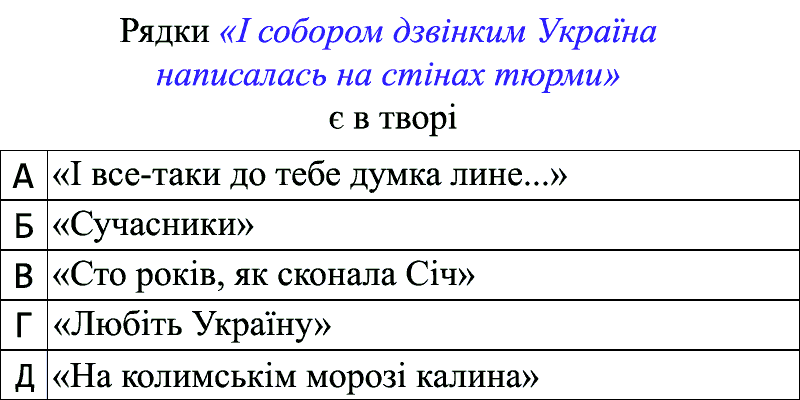 Рядки «І собором дзвінким Україна
написалась на стінах тюрми»
є в творі
А «І все-таки до тебе думка лине...»
Б «Сучасники»
В «Сто років, як сконала Січ»
Г «Любіть Україну»
Д «На колимськім морозі калина»